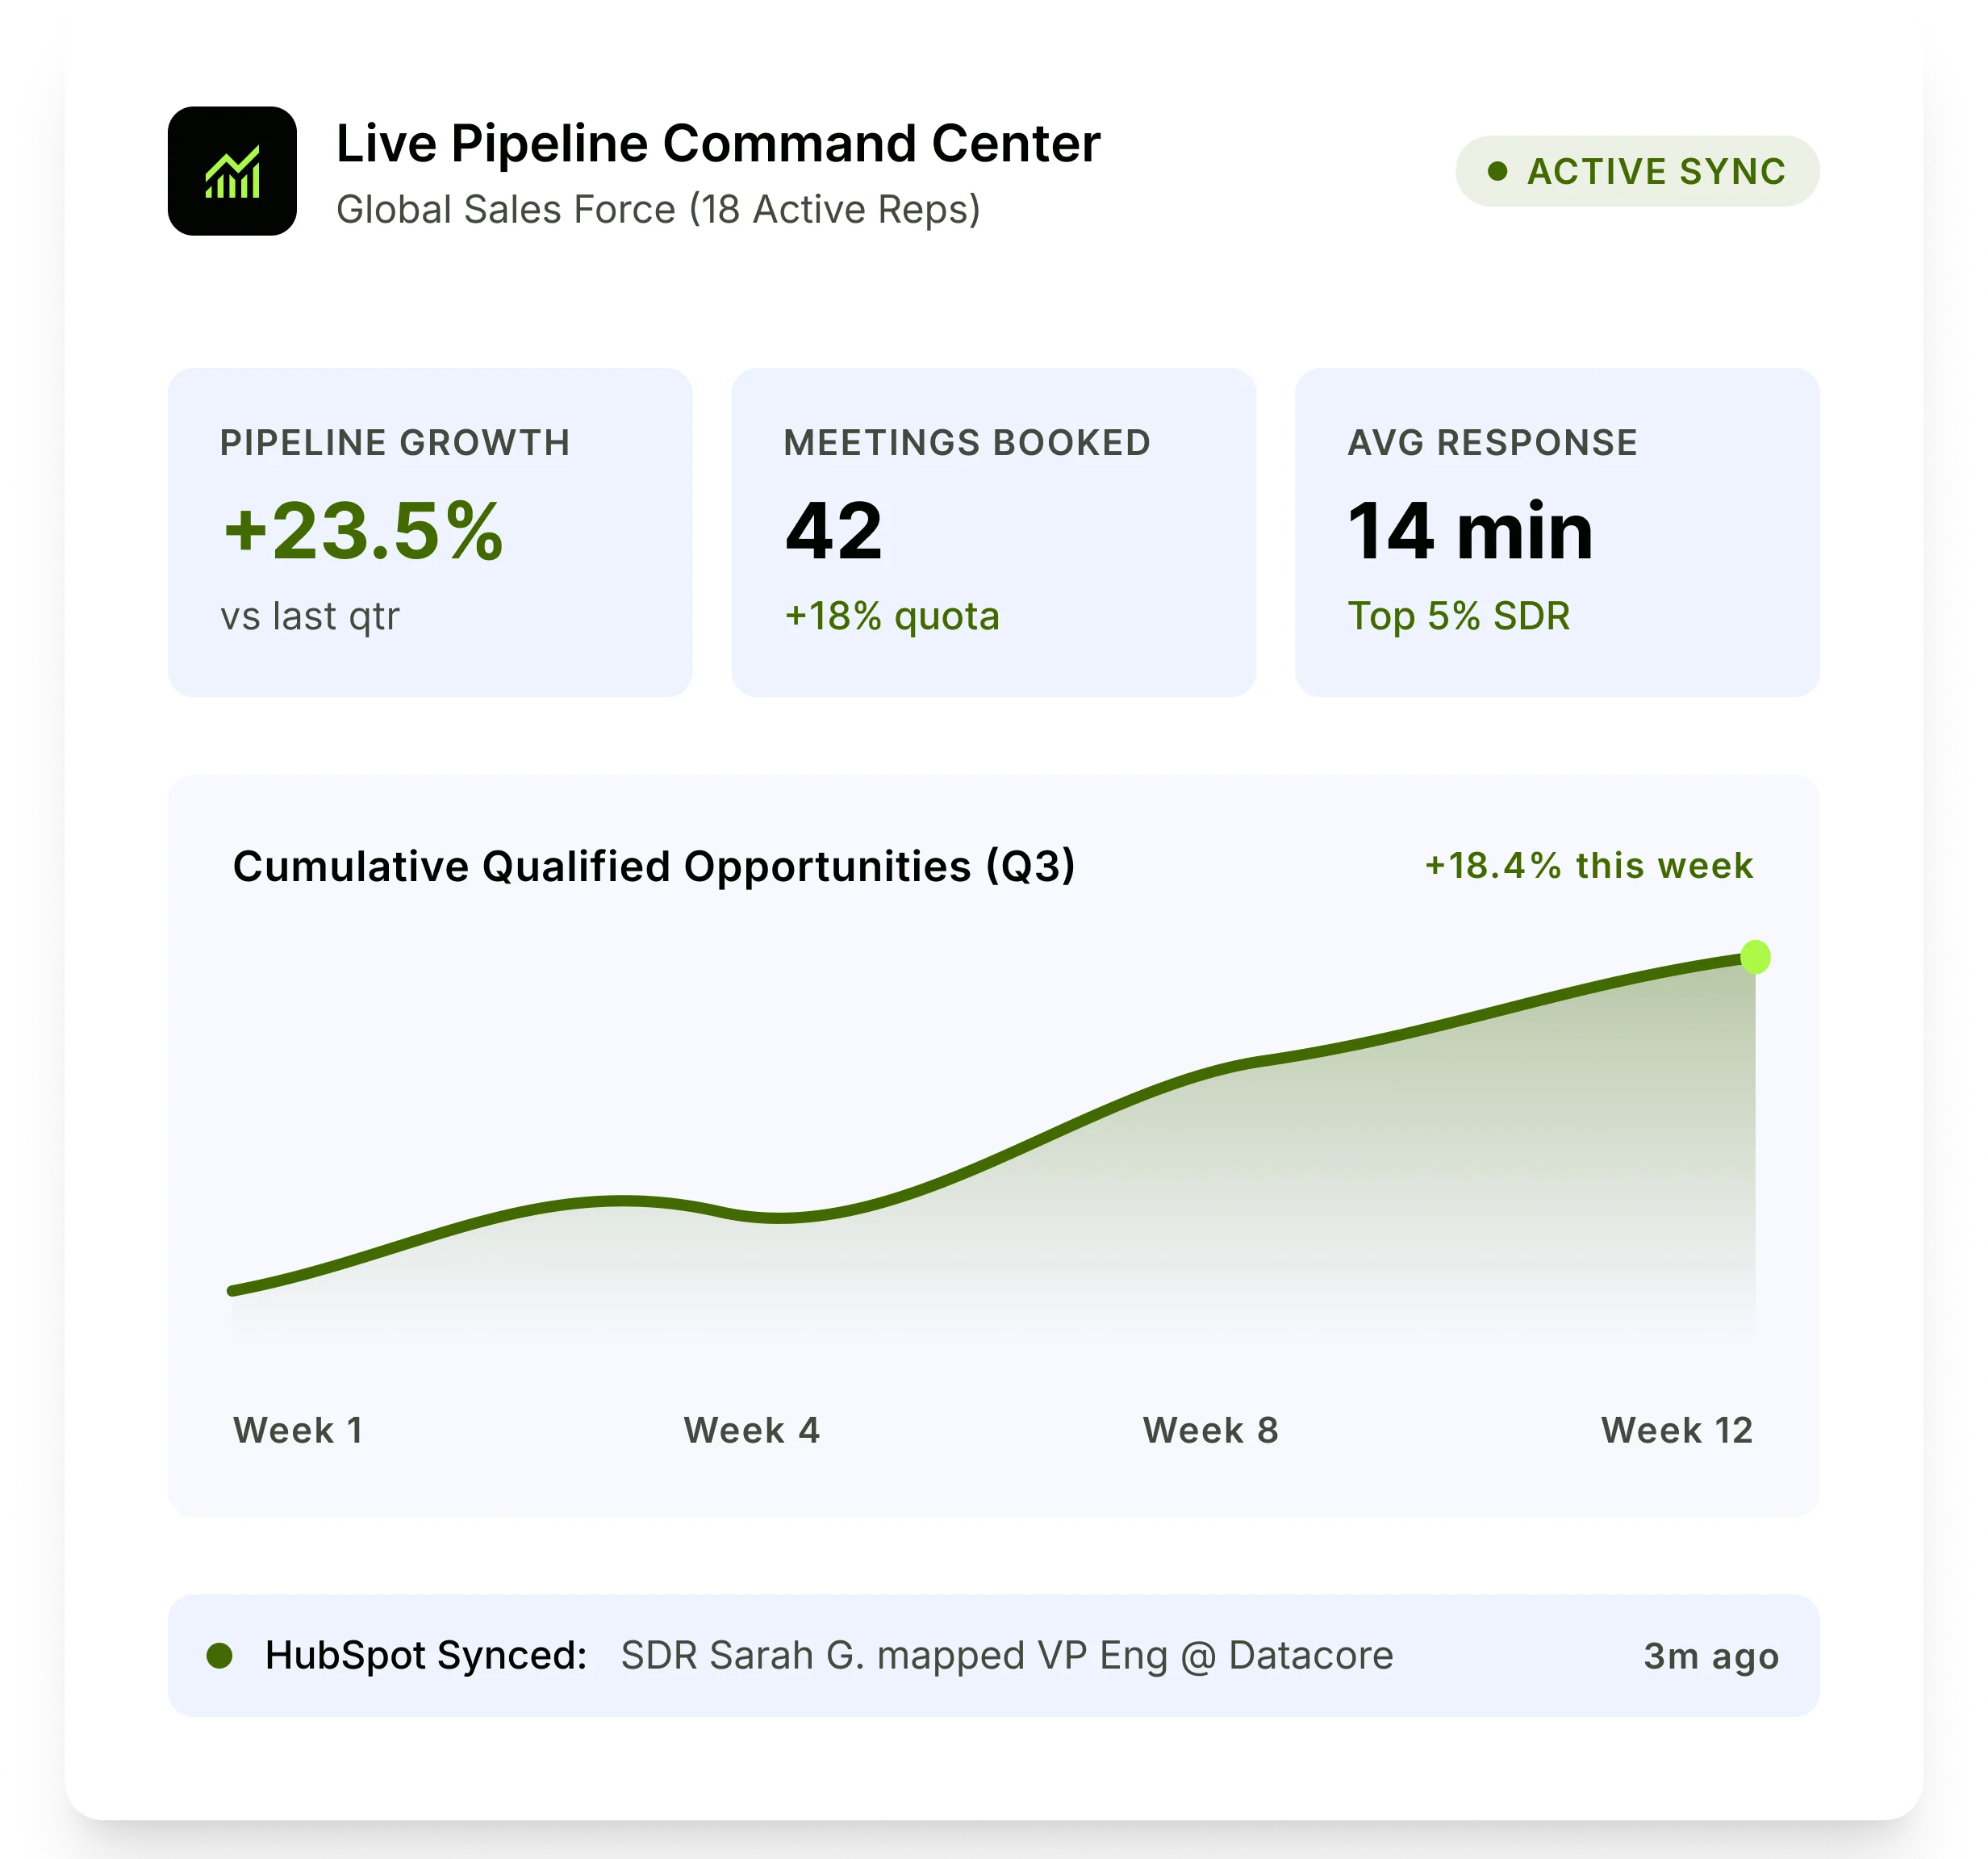 Live Pipeline Command Center
Global Sales Force (18 Active Reps)
ACTIVE SYNC
PIPELINE GROWTH
+23.5%
vs last qtr
MEETINGS BOOKED
42
+18% quota
AVG RESPONSE
14 min
Top 5% SDR
Cumulative Qualified Opportunities (Q3)
+18.4% this week
Week 1
Week 4
Week 8
Week 12
HubSpot Synced: SDR Sarah G. mapped VP Eng @ Datacore
3m ago